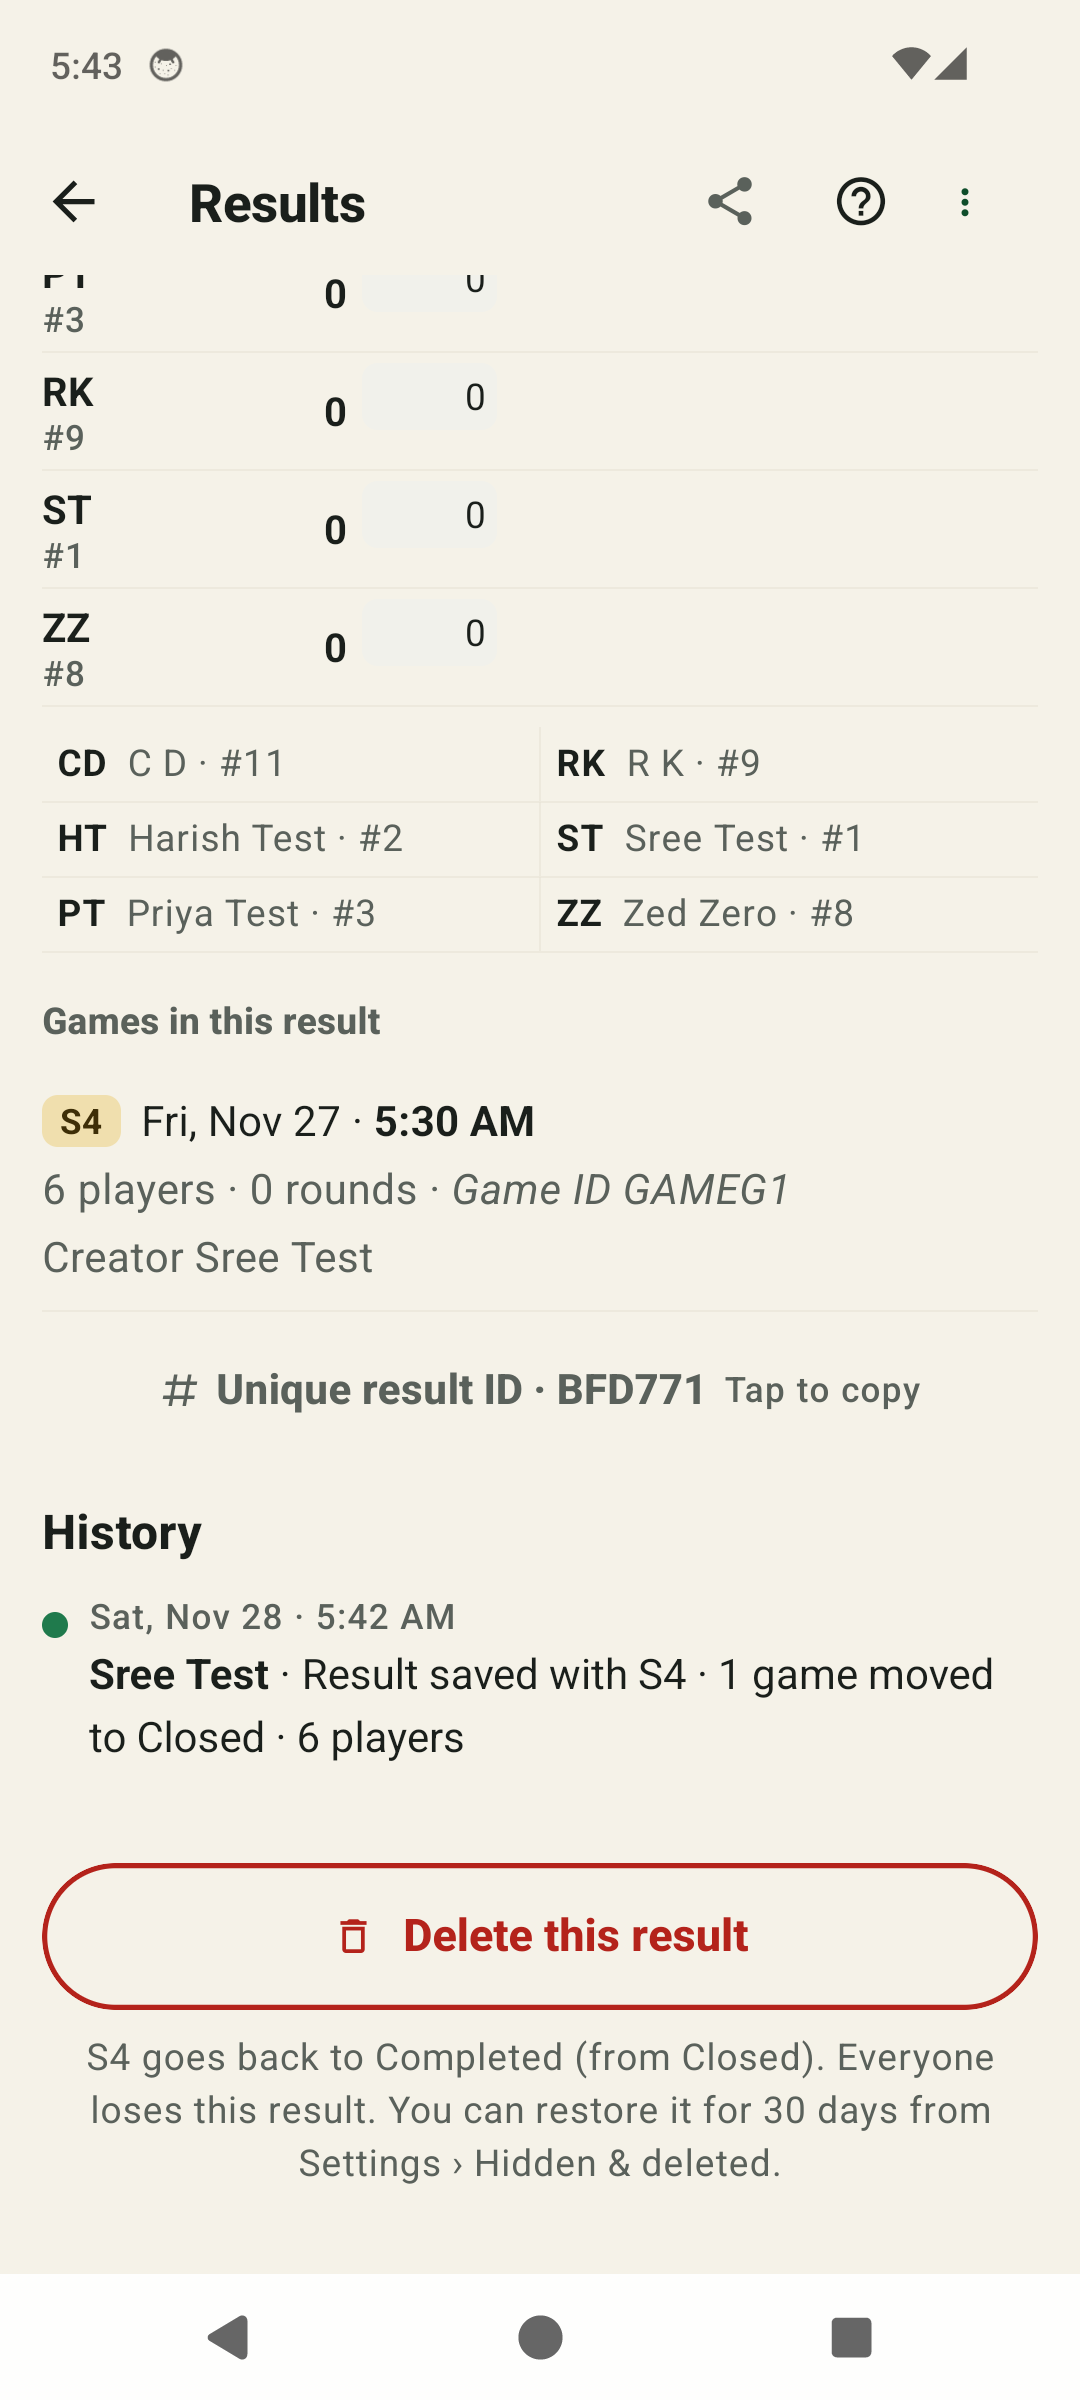 5:43
Results
#3 0
RK 0 0
#9
ST 0 0
#1
ZZ 0 0
#8
CD C D · #11 RK R K · #9
HT Harish Test · #2 ST Sree Test · #1
PT Priya Test · #3 ZZ Zed Zero · #8
Games in this result
S4 Fri, Nov 27 · 5:30 AM
6 players · 0 rounds · Game ID GAMEG1
Creator Sree Test
# Unique result ID · BFD771 Tap to copy
History
Sat, Nov 28 · 5:42 AM
Sree Test · Result saved with S4 · 1 game moved
to Closed · 6 players
Delete this result
S4 goes back to Completed (from Closed). Everyone
loses this result. You can restore it for 30 days from
Settings › Hidden & deleted.